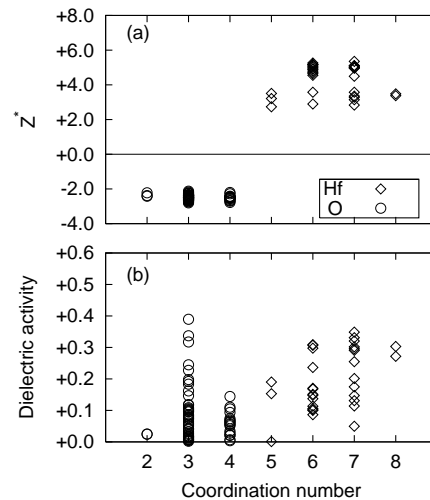 +8.0
(a)
+6.0
+4.0
Z*
+2.0
+0.0
-2.0
Hf
O
-4.0
+0.6
(b)
+0.5
+0.4
+0.3
Dielectric activity
+0.2
+0.1
+0.0
2 3 4 5 6 7 8
Coordination number